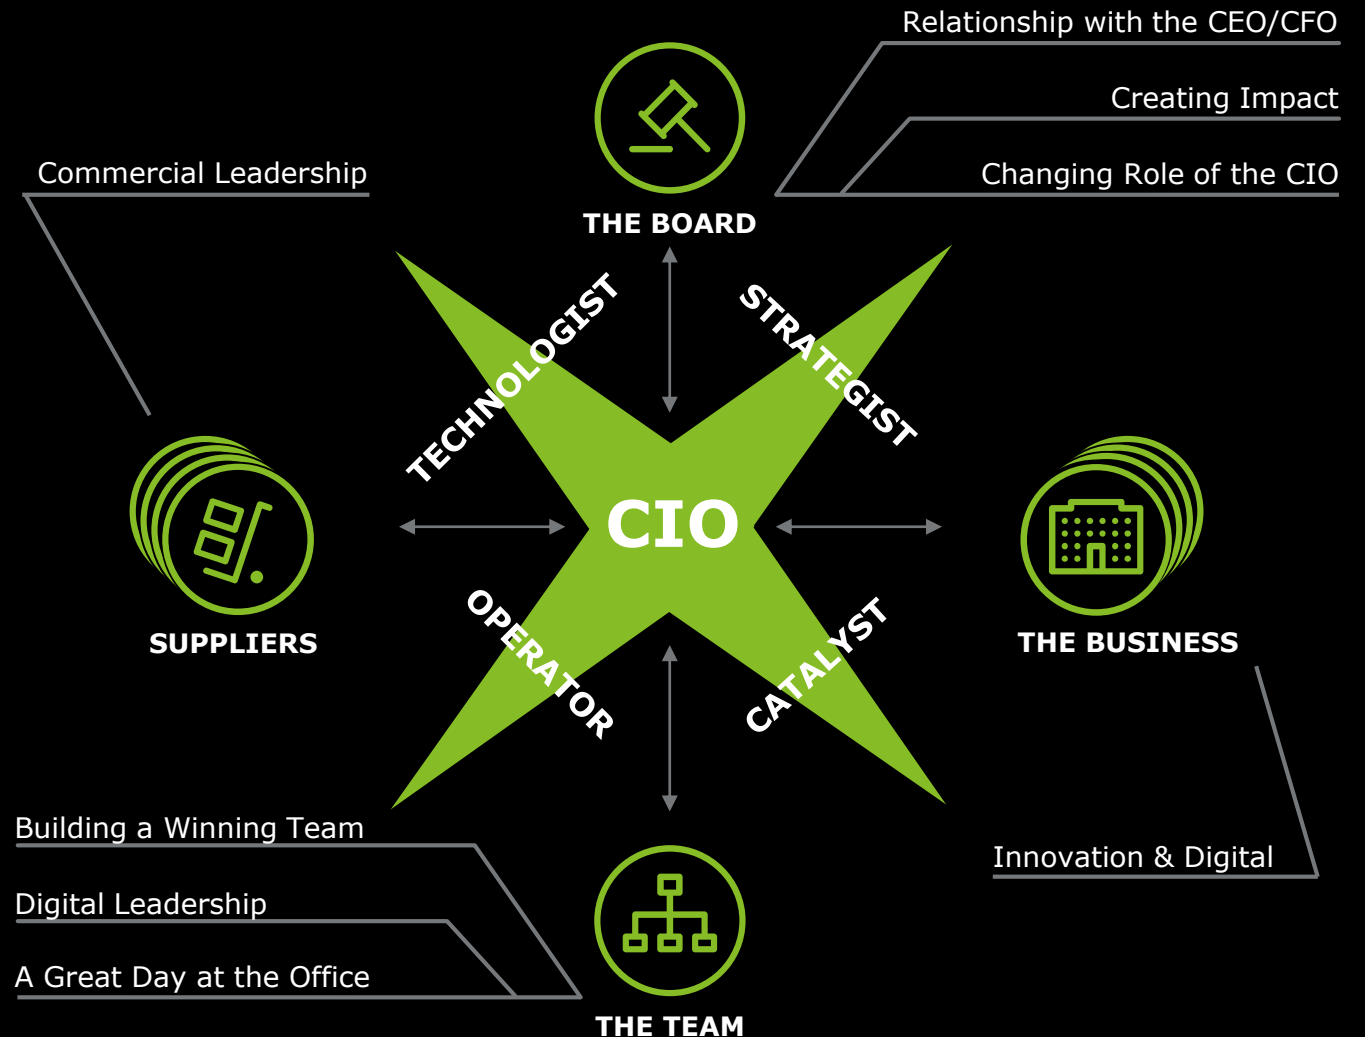 Relationship with the CEO/CFO
Creating Impact
Commercial Leadership
Changing Role of the CIO
THE BOARD
TECHNOLOGIST
STRATEGIST
CIO
SUPPLIERS
THE BUSINESS
OPERATOR
CATALYST
Building a Winning Team
Innovation & Digital
Digital Leadership
A Great Day at the Office
THE TEAM